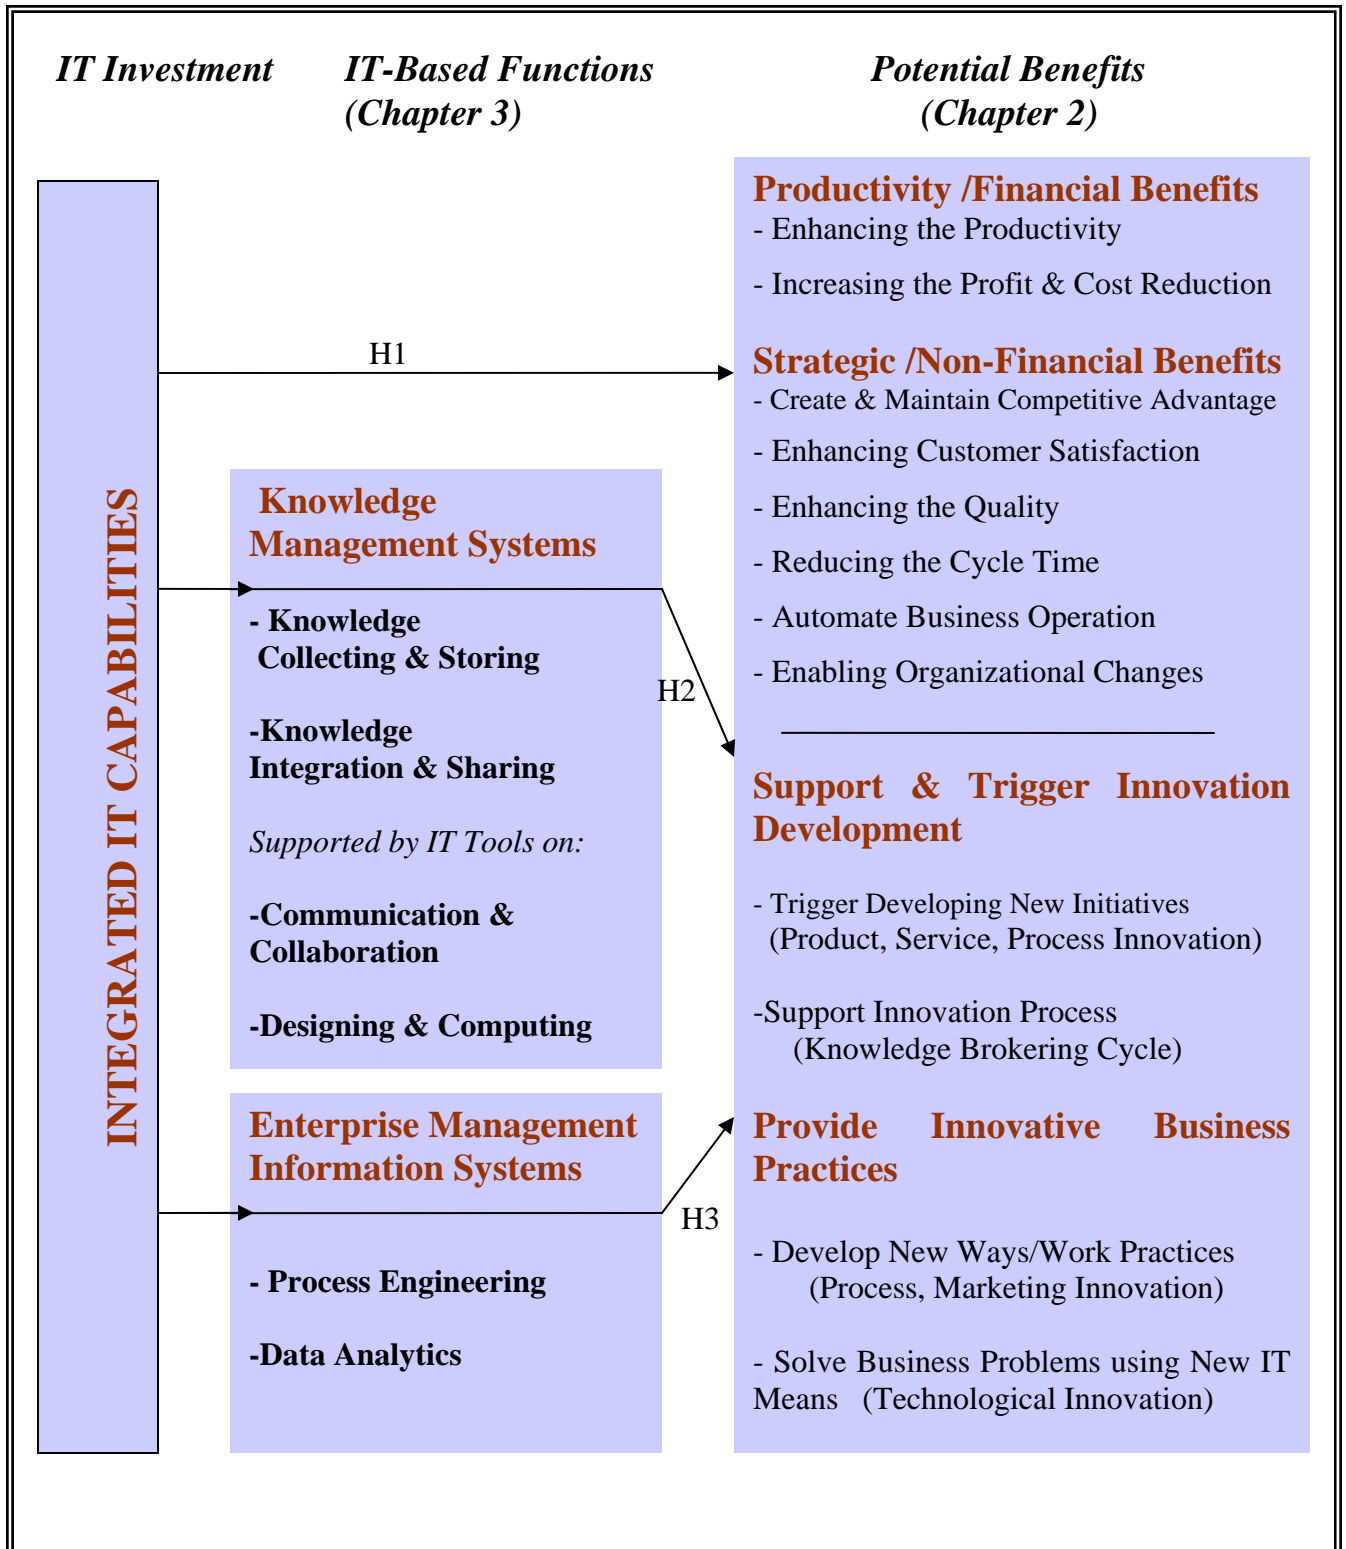 IT Investment
IT-Based Functions
(Chapter 3)
Potential Benefits
(Chapter 2)
INTEGRATED IT CAPABILITIES
H1
Knowledge
Management Systems
- Knowledge
Collecting & Storing
-Knowledge
Integration & Sharing
Supported by IT Tools on:
-Communication &
Collaboration
-Designing & Computing
H2
Enterprise Management
Information Systems
- Process Engineering
-Data Analytics
H3
Productivity /Financial Benefits
- Enhancing the Productivity
- Increasing the Profit & Cost Reduction
Strategic /Non-Financial Benefits
- Create & Maintain Competitive Advantage
- Enhancing Customer Satisfaction
- Enhancing the Quality
- Reducing the Cycle Time
- Automate Business Operation
- Enabling Organizational Changes
Support & Trigger Innovation
Development
- Trigger Developing New Initiatives
(Product, Service, Process Innovation)
-Support Innovation Process
(Knowledge Brokering Cycle)
Provide Innovative Business
Practices
- Develop New Ways/Work Practices
(Process, Marketing Innovation)
- Solve Business Problems using New IT
Means (Technological Innovation)